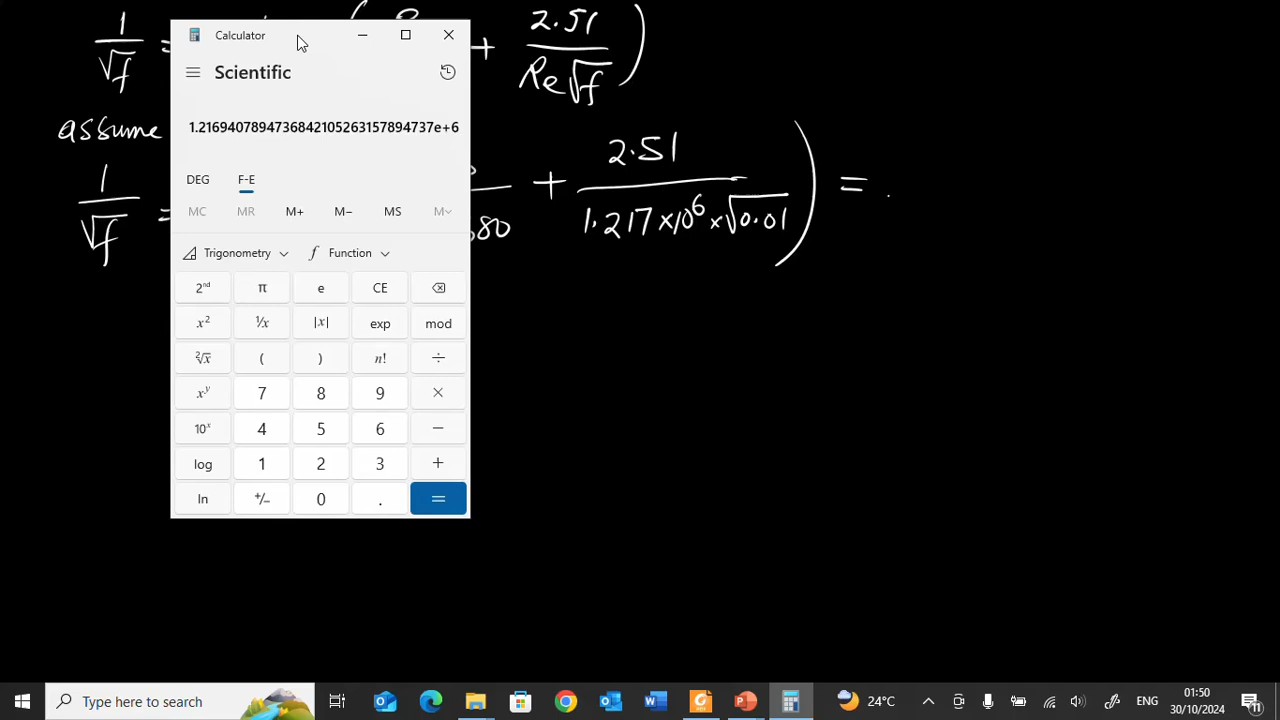 1/√f = ( + 2.51/Re√f )
assume
1/√f = 80 + 2.51/1.217×10⁶×√0.01 ) =
Calculator
Scientific
1.2169407894736842105263157894737e+6
DEG F-E
MC MR M+ M− MS M
Trigonometry f Function
2ⁿᵈ π e CE
x² ¹/x |x| exp mod
²√x ( ) n! ÷
xʸ 7 8 9 ×
10ˣ 4 5 6 −
log 1 2 3 +
ln +/− 0 . =
Type here to search
24°C
ENG
01:50
30/10/2024
11